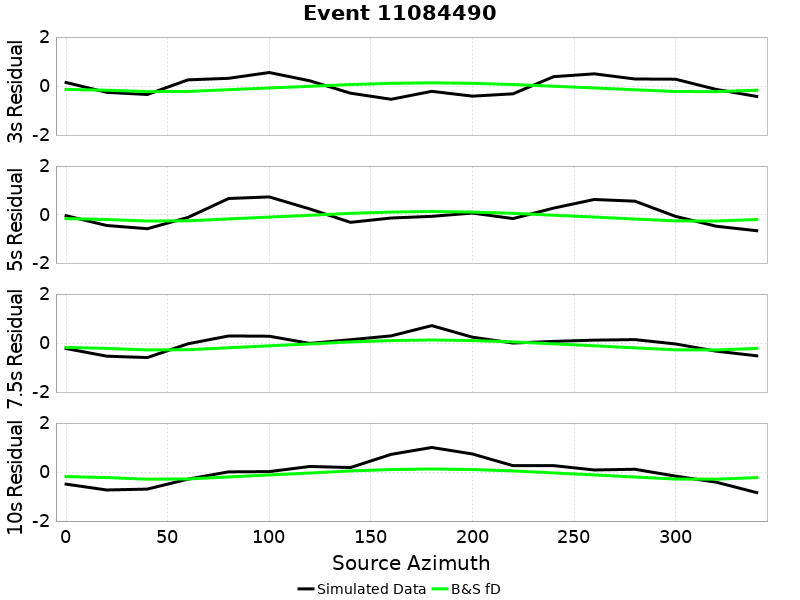 Event 11084490
3s Residual
2
0
-2
5s Residual
2
0
-2
7.5s Residual
2
0
-2
10s Residual
2
0
-2
0 50 100 150 200 250 300
Source Azimuth
Simulated Data B&S fD